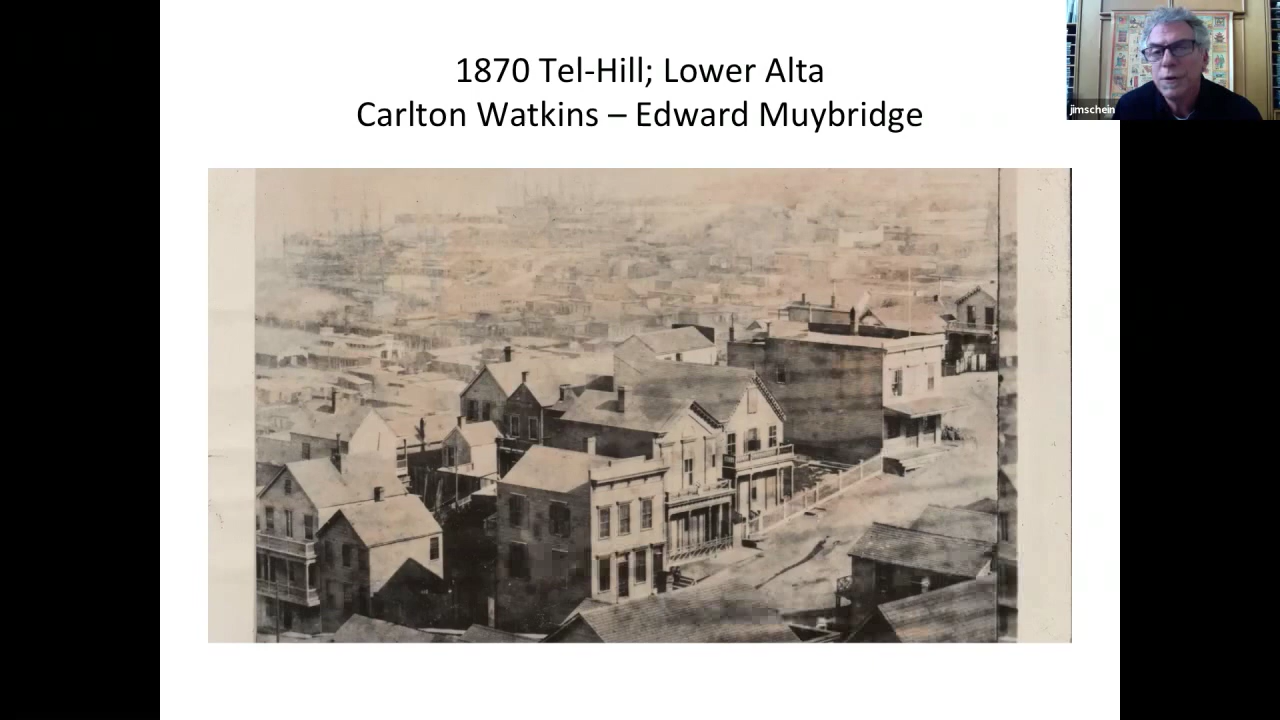 1870 Tel-Hill; Lower Alta
Carlton Watkins – Edward Muybridge
jimschein